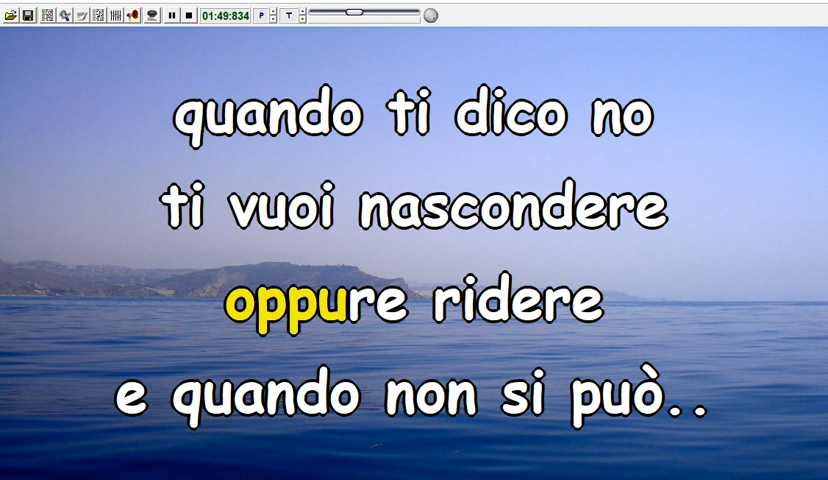 01:49:834 P T
quando ti dico no
ti vuoi nascondere
oppure ridere
e quando non si può..